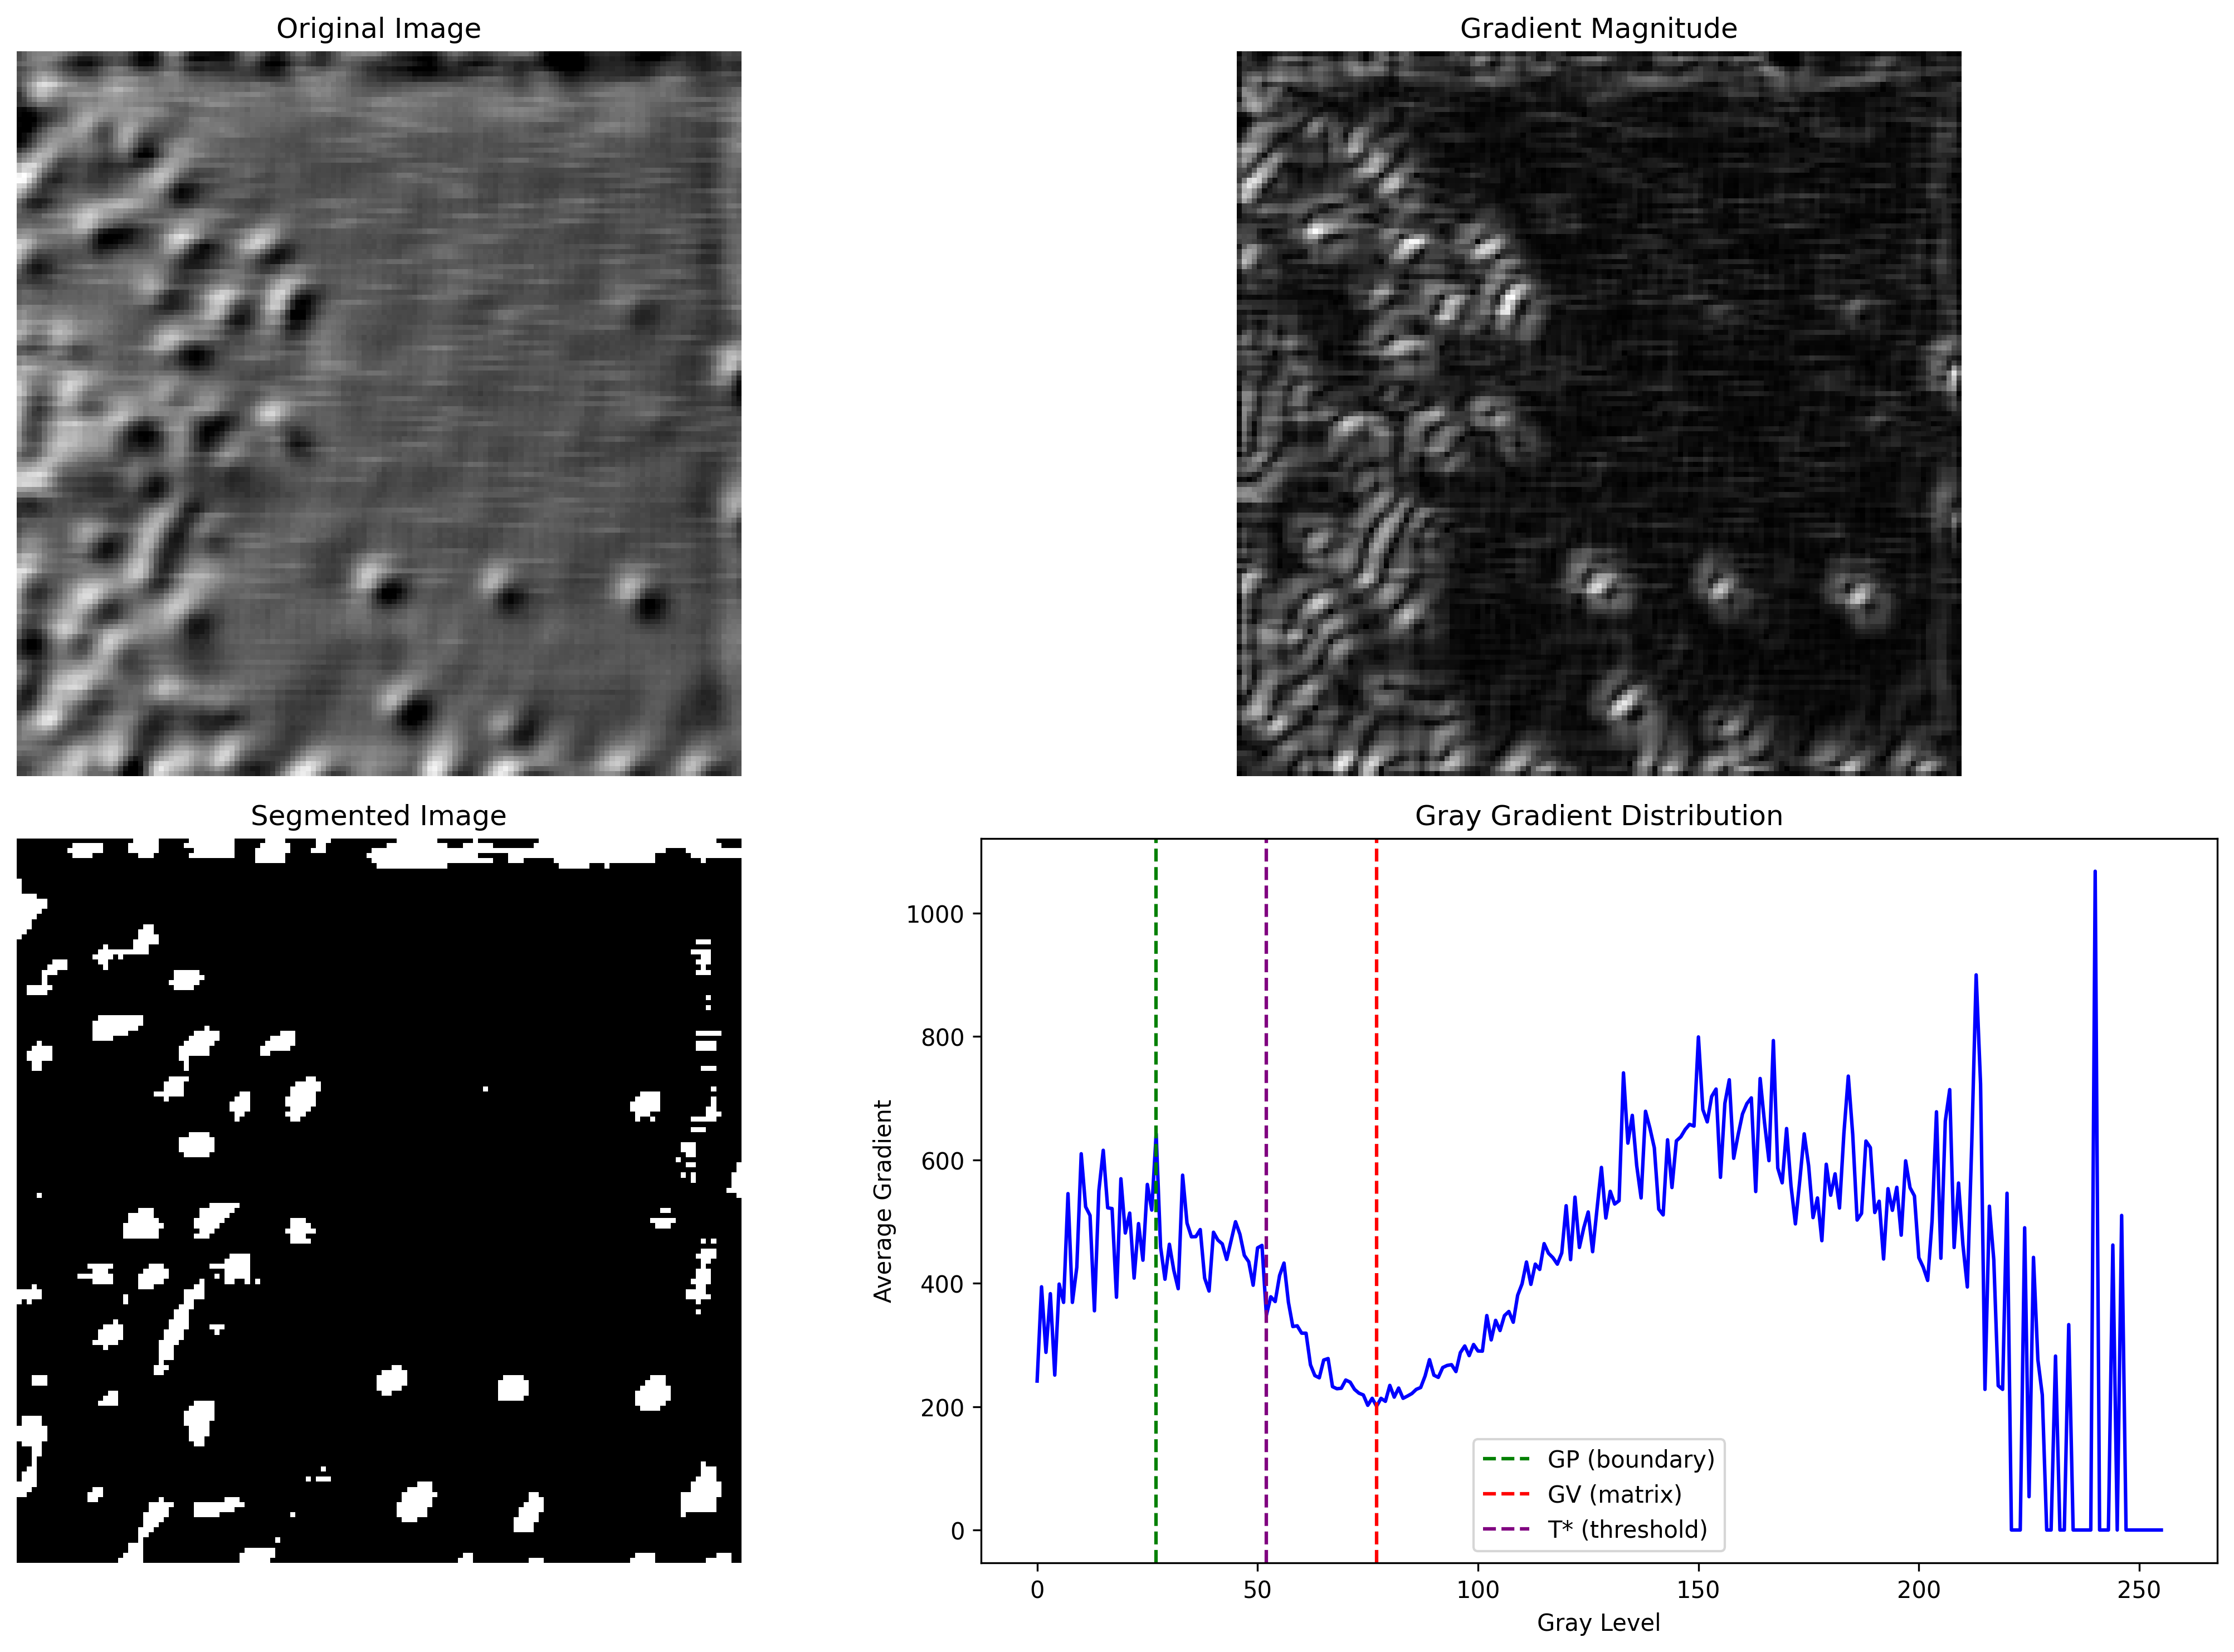 Original Image
Gradient Magnitude
Segmented Image
Gray Gradient Distribution
Average Gradient
1000
800
600
400
200
0
GP (boundary)
GV (matrix)
T* (threshold)
0 50 100 150 200 250
Gray Level